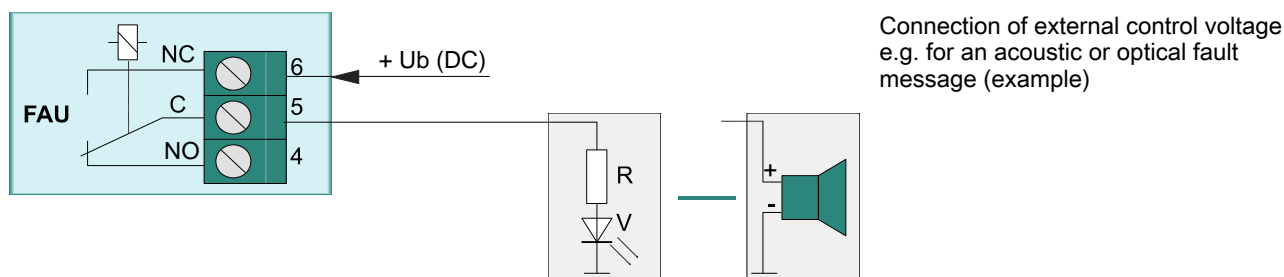 Connection of external control voltage
e.g. for an acoustic or optical fault
message (example)
NC
6
+ Ub (DC)
FAU
C
5
NO
4
R
V
+
-